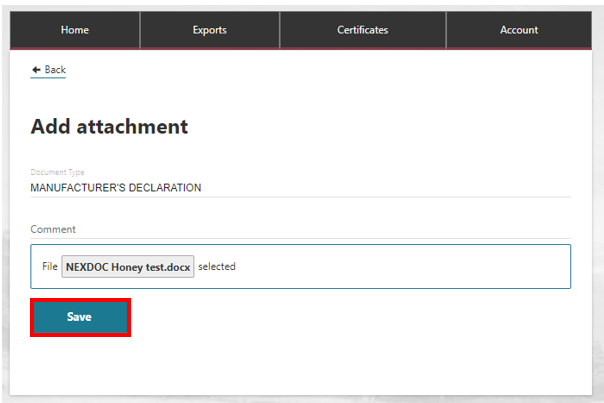 Home Exports Certificates Account
Back
Add attachment
Document Type
MANUFACTURER'S DECLARATION
Comment
File NEXDOC Honey test.docx selected
Save